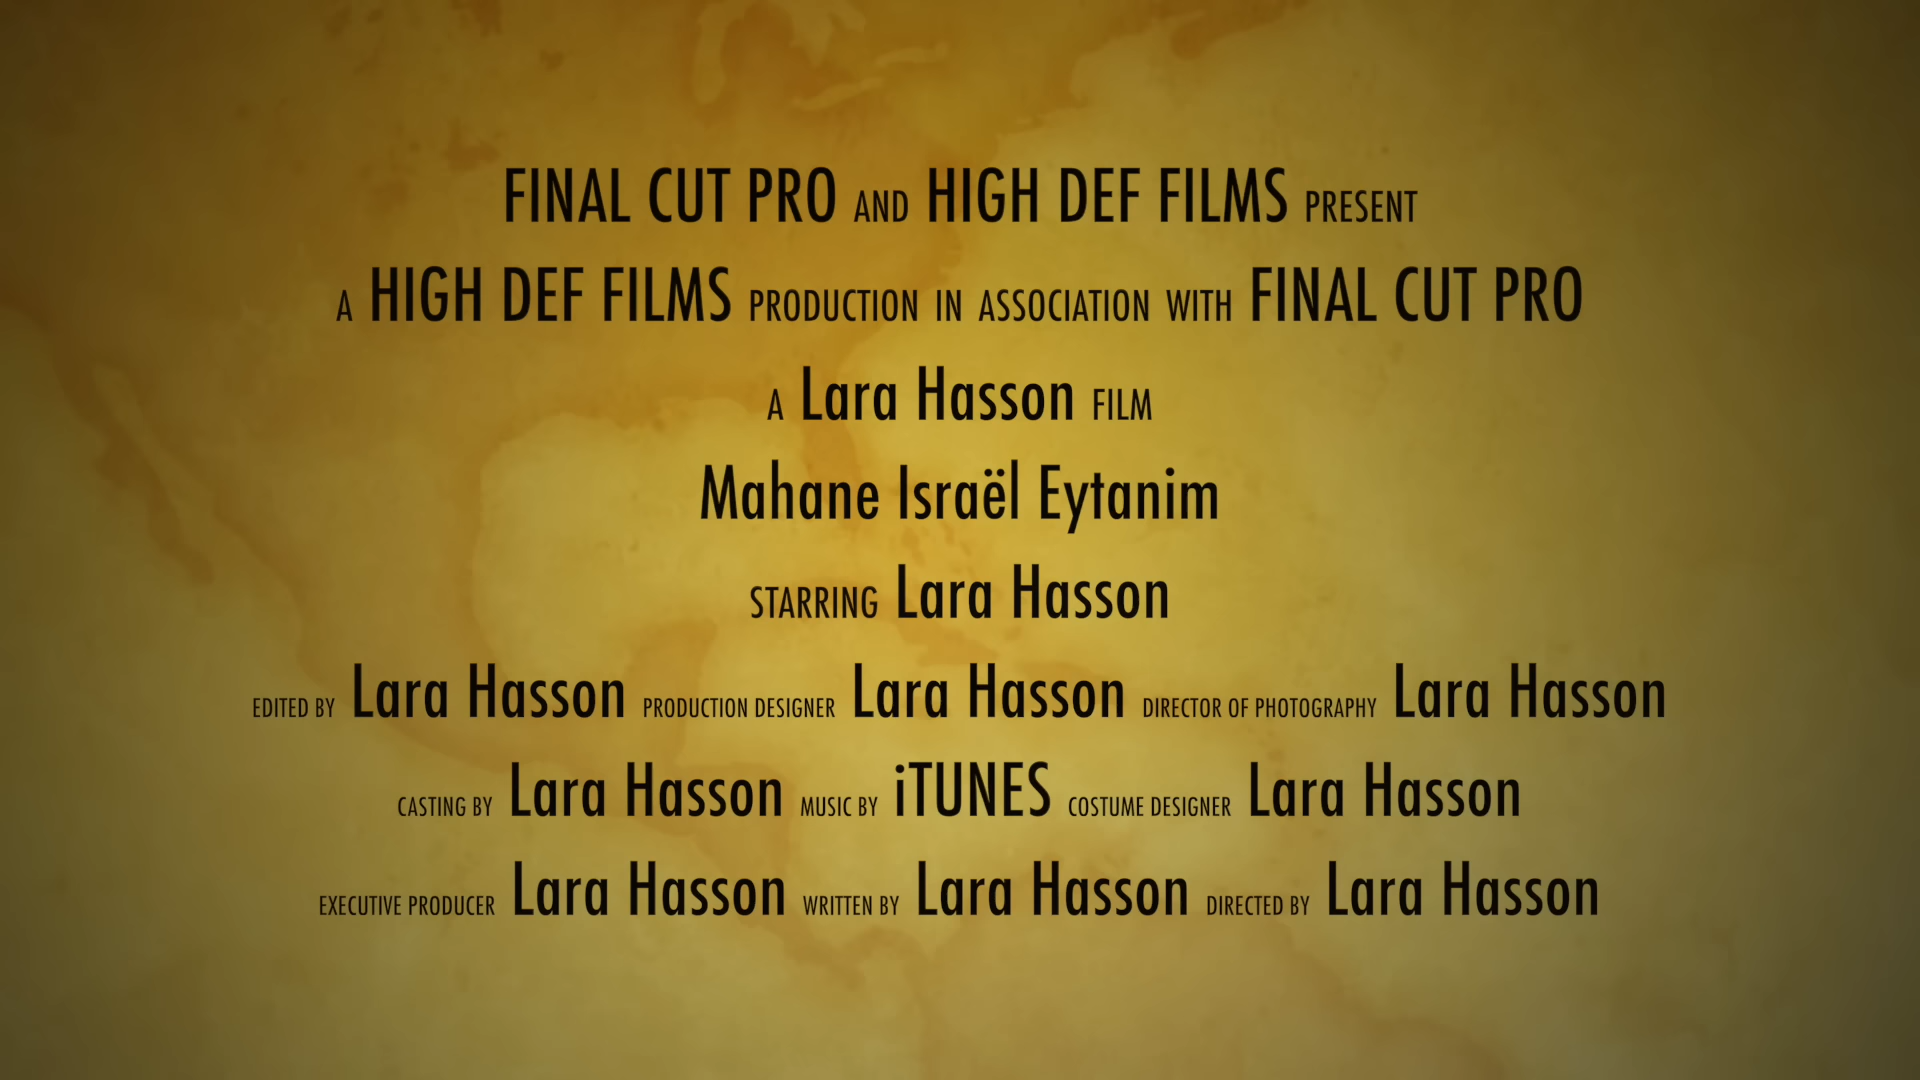 FINAL CUT PRO AND HIGH DEF FILMS PRESENT
A HIGH DEF FILMS PRODUCTION IN ASSOCIATION WITH FINAL CUT PRO
A Lara Hasson FILM
Mahane Israël Eytanim
STARRING Lara Hasson
EDITED BY Lara Hasson PRODUCTION DESIGNER Lara Hasson DIRECTOR OF PHOTOGRAPHY Lara Hasson
CASTING BY Lara Hasson MUSIC BY iTUNES COSTUME DESIGNER Lara Hasson
EXECUTIVE PRODUCER Lara Hasson WRITTEN BY Lara Hasson DIRECTED BY Lara Hasson